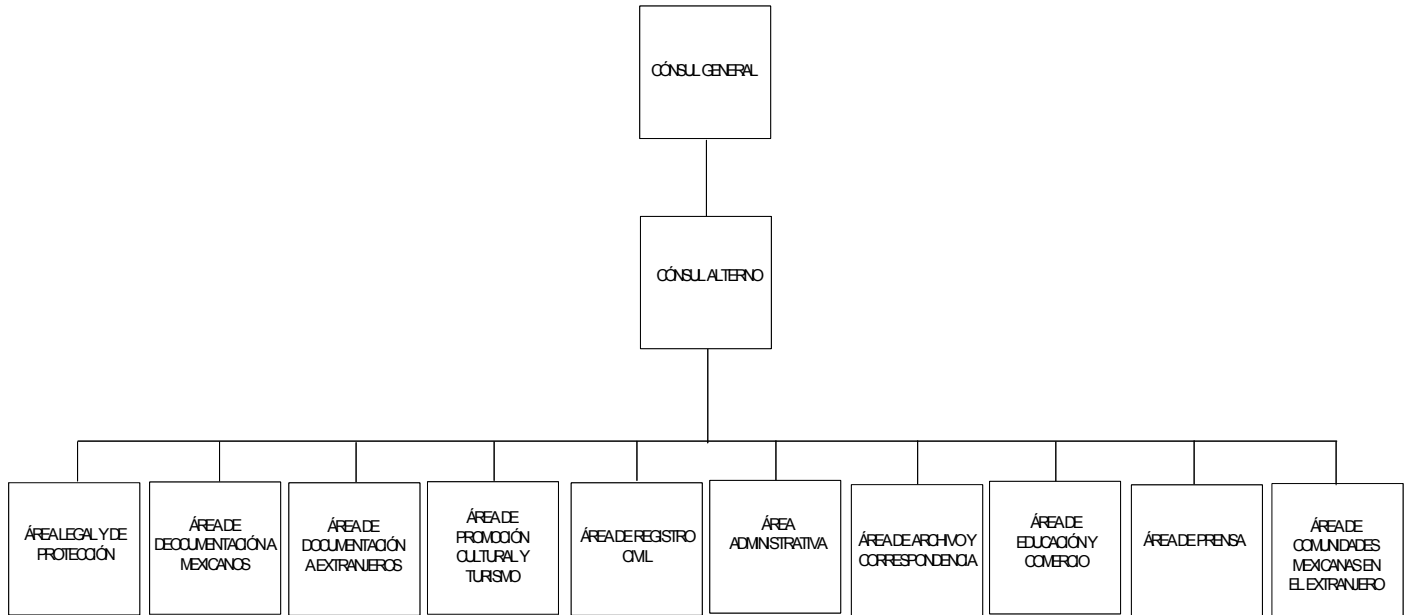 CÓNSUL GENERAL
CÓNSUL ALTERNO
ÁREA LEGAL Y DE
PROTECCIÓN
ÁREA DE
DEOCUMENTACIÓN A
MEXICANOS
ÁREA DE
DOCUMENTACIÓN
A EXTRANJEROS
ÁREA DE
PROMOCIÓN
CULTURAL Y
TURISMO
ÁREA DE REGISTRO
CIVIL
ÁREA
ADMINISTRATIVA
ÁREA DE ARCHIVO Y
CORRESPONDENCIA
ÁREA DE
EDUCACIÓN Y
COMERCIO
ÁREA DE PRENSA
ÁREA DE
COMUNIDADES
MEXICANAS EN
EL EXTRANJERO